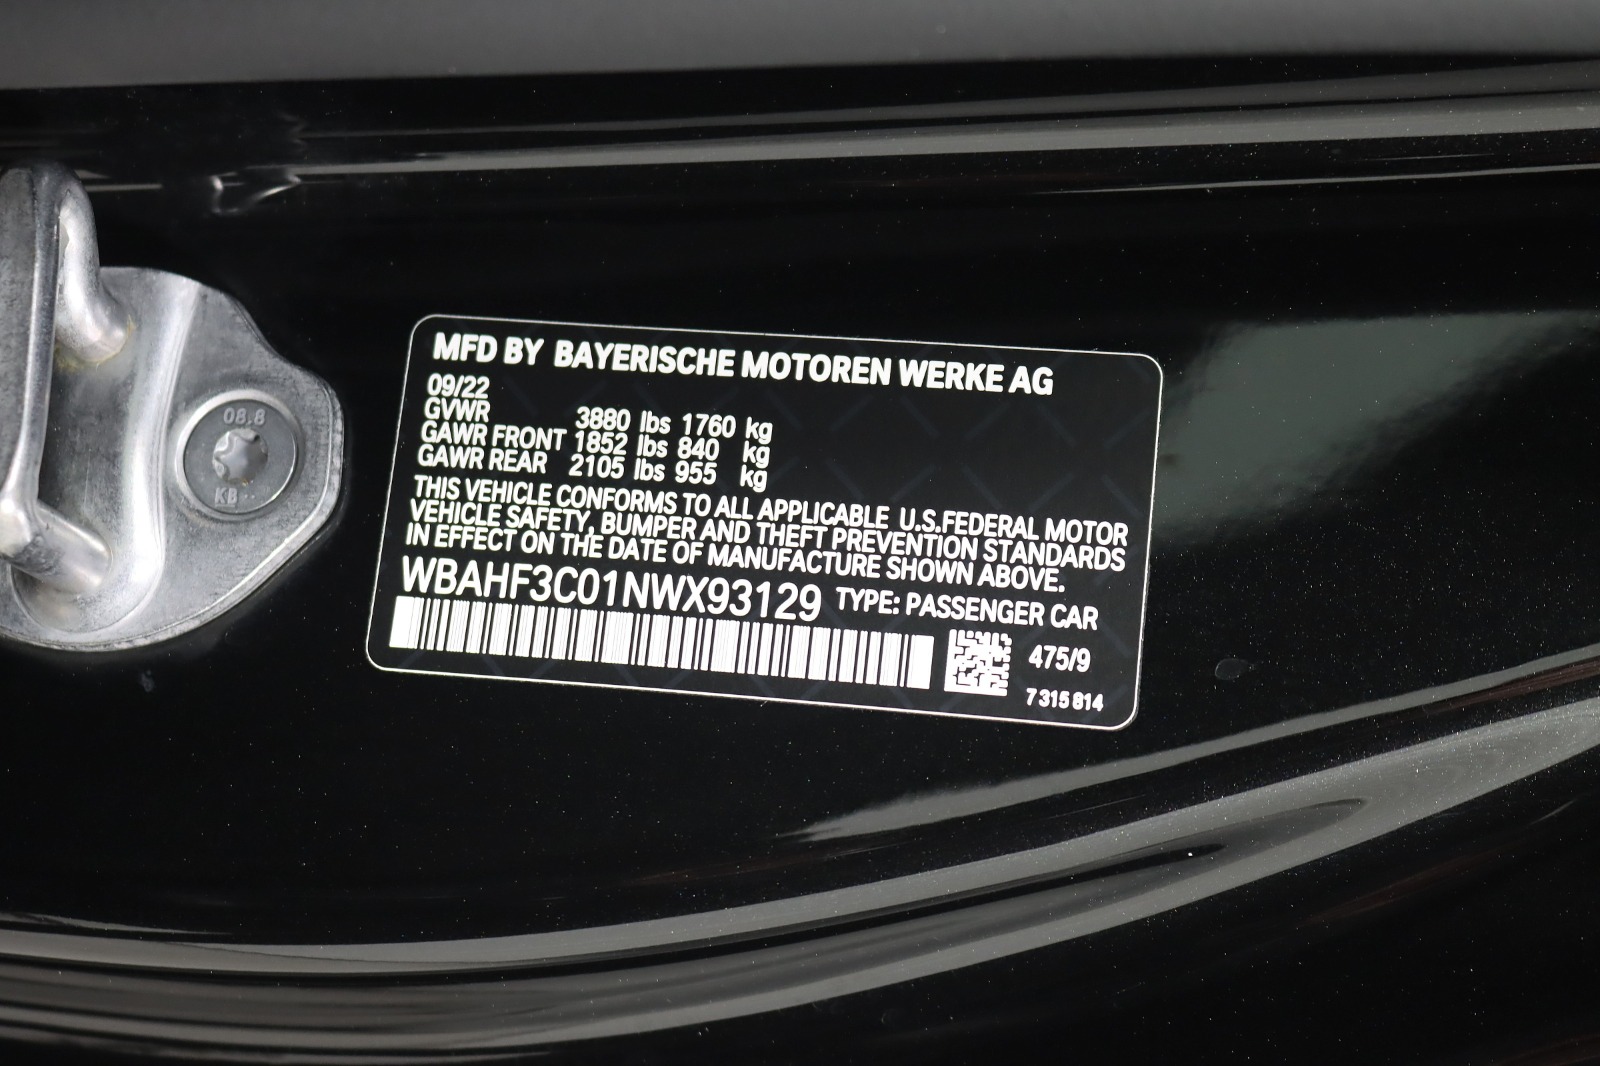 MFD BY BAYERISCHE MOTOREN WERKE AG
09/22
GVWR 3880 lbs 1760 kg
GAWR FRONT 1852 lbs 840 kg
GAWR REAR 2105 lbs 955 kg
THIS VEHICLE CONFORMS TO ALL APPLICABLE U.S.FEDERAL MOTOR
VEHICLE SAFETY, BUMPER AND THEFT PREVENTION STANDARDS
IN EFFECT ON THE DATE OF MANUFACTURE SHOWN ABOVE.
WBAHF3C01NWX93129 TYPE: PASSENGER CAR
475/9
7 315 814
08.8
KB